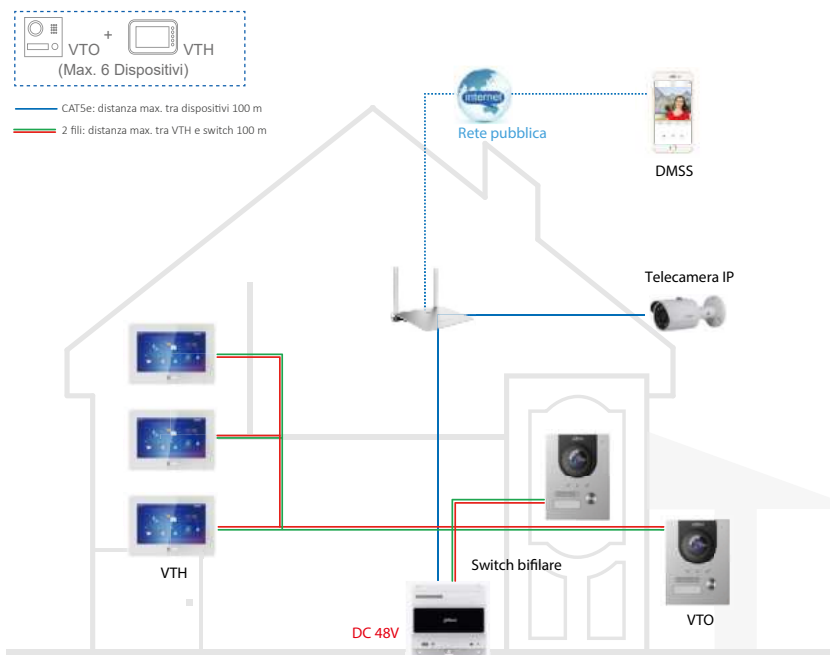 VTO + VTH
(Max. 6 Dispositivi)
CAT5e: distanza max. tra dispositivi 100 m
2 fili: distanza max. tra VTH e switch 100 m
internet
Rete pubblica
DMSS
Telecamera IP
VTH
Switch bifilare
DC 48V
VTO